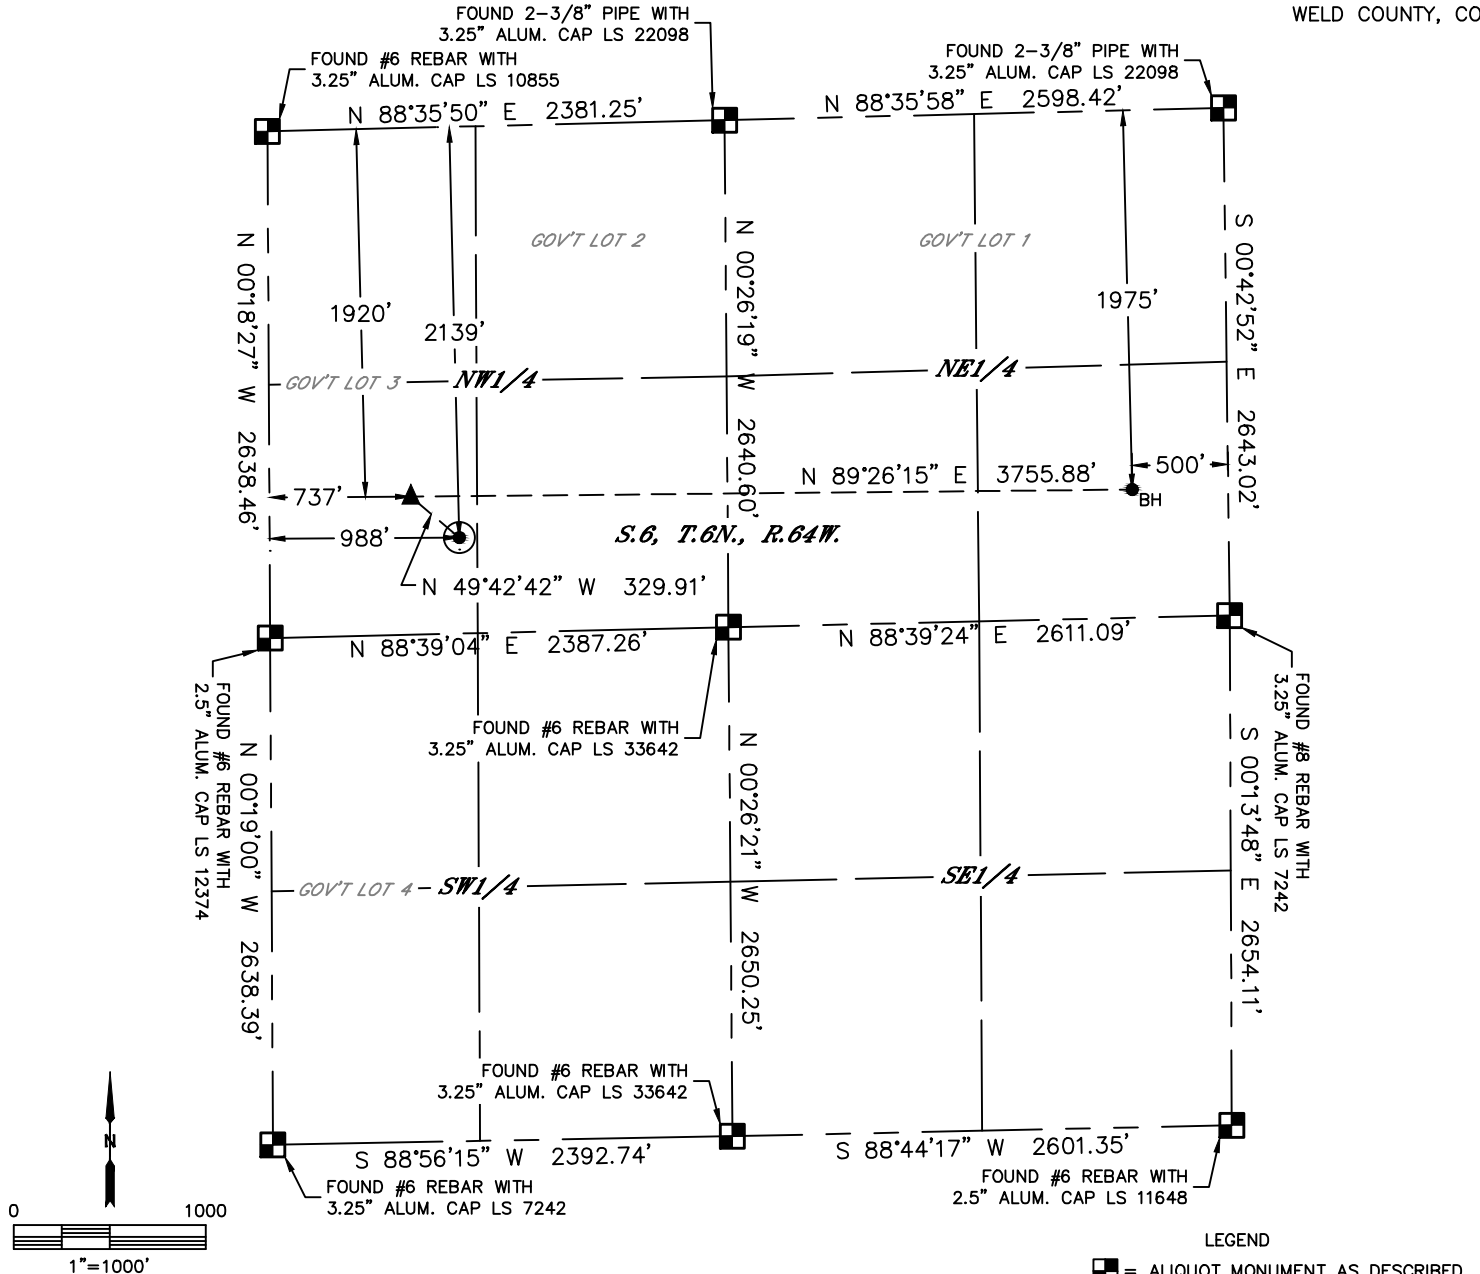 WELD COUNTY, CO
FOUND 2-3/8" PIPE WITH
3.25" ALUM. CAP LS 22098
FOUND #6 REBAR WITH
3.25" ALUM. CAP LS 10855
FOUND 2-3/8" PIPE WITH
3.25" ALUM. CAP LS 22098
N 88°35'50" E 2381.25'
N 88°35'58" E 2598.42'
N 00°18'27" W 2638.46'
GOV'T LOT 2
N 00°26'19" W 2640.60'
GOV'T LOT 1
S 00°42'52" E 2643.02'
1920'
2139'
1975'
GOV'T LOT 3
NW1/4
NE1/4
737'
N 89°26'15" E 3755.88'
500'
BH
988'
S.6, T.6N., R.64W.
N 49°42'42" W 329.91'
N 88°39'04" E 2387.26'
N 88°39'24" E 2611.09'
FOUND #6 REBAR WITH
2.5" ALUM. CAP LS 12374
FOUND #6 REBAR WITH
3.25" ALUM. CAP LS 33642
FOUND #8 REBAR WITH
3.25" ALUM. CAP LS 7242
N 00°19'00" W 2638.39'
N 00°26'21" W 2650.25'
S 00°13'48" E 2654.11'
GOV'T LOT 4
SW1/4
SE1/4
FOUND #6 REBAR WITH
3.25" ALUM. CAP LS 33642
N
S 88°56'15" W 2392.74'
S 88°44'17" W 2601.35'
FOUND #6 REBAR WITH
3.25" ALUM. CAP LS 7242
FOUND #6 REBAR WITH
2.5" ALUM. CAP LS 11648
0 1000
1"=1000'
LEGEND
= ALIQUOT MONUMENT AS DESCRIBED